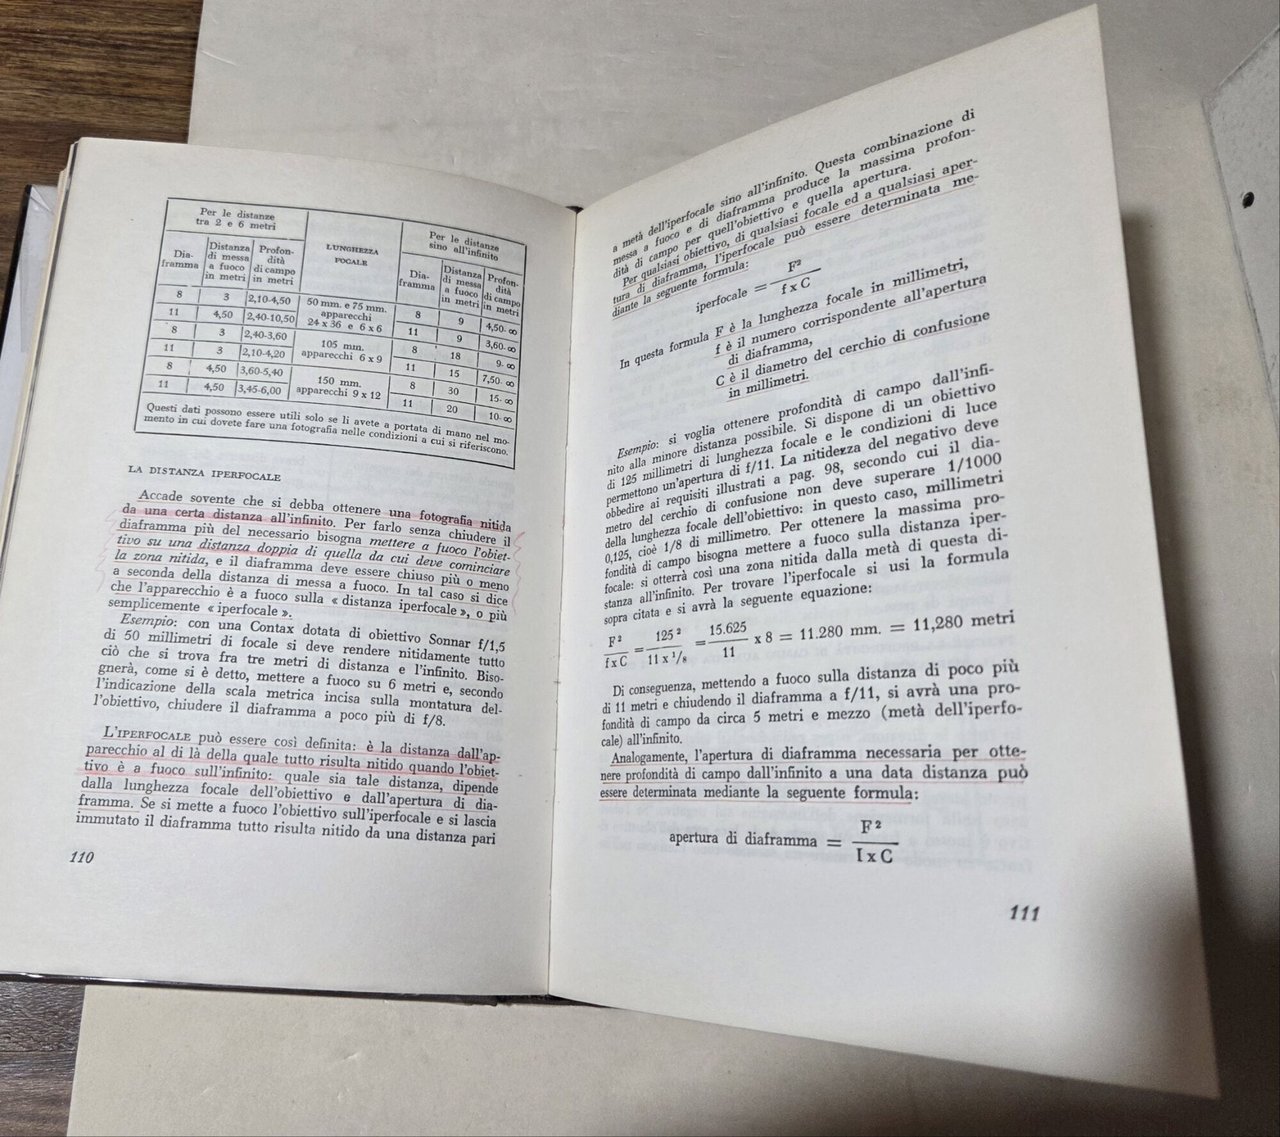 Per le distanze
tra 2 e 6 metri
LUNGHEZZA
FOCALE
Per le distanze
sino all'infinito
Dia-
framma
Distanza
di messa
a fuoco
in metri
Profon-
dità
di campo
in metri
Dia-
framma
Distanza
di messa
a fuoco
in metri
Profon-
dità
di campo
in metri
8 3 2,10-4,50 50 mm. e 75 mm. 8 9 4,50-∞
11 4,50 2,40-10,50 apparecchi 24 x 36 e 6 x 6 11 9 3,60-∞
8 3 2,40-3,60 105 mm. 8 18 9-∞
11 3 2,10-4,20 apparecchi 6 x 9 11 15 7,50-∞
8 4,50 3,60-5,40 150 mm. 8 30 15-∞
11 4,50 3,45-6,00 apparecchi 9 x 12 11 20 10-∞
Questi dati possono essere utili solo se li avete a portata di mano nel mo-
mento in cui dovete fare una fotografia nelle condizioni a cui si riferiscono.
LA DISTANZA IPERFOCALE
Accade sovente che si debba ottenere una fotografia nitida
da una certa distanza all'infinito. Per farlo senza chiudere il
diaframma più del necessario bisogna mettere a fuoco l'obiet-
tivo su una distanza doppia di quella da cui deve cominciare
la zona nitida, e il diaframma deve essere chiuso più o meno
a seconda della distanza di messa a fuoco. In tal caso si dice
che l'apparecchio è a fuoco sulla « distanza iperfocale », o più
semplicemente « iperfocale ».
Esempio: con una Contax dotata di obiettivo Sonnar f/1,5
di 50 millimetri di focale si deve rendere nitidamente tutto
ciò che si trova fra tre metri di distanza e l'infinito. Biso-
gnerà, come si è detto, mettere a fuoco su 6 metri e, secondo
l'indicazione della scala metrica incisa sulla montatura del-
l'obiettivo, chiudere il diaframma a poco più di f/8.
L'IPERFOCALE può essere così definita: è la distanza dall'ap-
parecchio al di là della quale tutto risulta nitido quando l'obiet-
tivo è a fuoco sull'infinito: quale sia tale distanza, dipende
dalla lunghezza focale dell'obiettivo e dall'apertura di dia-
framma. Se si mette a fuoco l'obiettivo sull'iperfocale e si lascia
immutato il diaframma tutto risulta nitido da una distanza pari
110
a metà dell'iperfocale sino all'infinito. Questa combinazione di
messa a fuoco e di diaframma produce la massima profon-
dità di campo per quell'obiettivo e quella apertura.
Per qualsiasi obiettivo, di qualsiasi focale ed a qualsiasi aper-
tura di diaframma, l'iperfocale può essere determinata me-
diante la seguente formula:
iperfocale = F² / f x C
In questa formula F è la lunghezza focale in millimetri,
f è il numero corrispondente all'apertura
di diaframma,
C è il diametro del cerchio di confusione
in millimetri.
Esempio: si voglia ottenere profondità di campo dall'infi-
nito alla minore distanza possibile. Si dispone di un obiettivo
di 125 millimetri di lunghezza focale e le condizioni di luce
permettono un'apertura di f/11. La nitidezza del negativo deve
obbedire ai requisiti illustrati a pag. 98, secondo cui il dia-
metro del cerchio di confusione non deve superare 1/1000
della lunghezza focale dell'obiettivo: in questo caso, millimetri
0,125, cioè 1/8 di millimetro. Per ottenere la massima pro-
fondità di campo bisogna mettere a fuoco sulla distanza iper-
focale: si otterrà così una zona nitida dalla metà di questa di-
stanza all'infinito. Per trovare l'iperfocale si usi la formula
sopra citata e si avrà la seguente equazione:
F² / f x C = 125² / 11 x 1/8 = 15.625 / 11 x 8 = 11.280 mm. = 11,280 metri
Di conseguenza, mettendo a fuoco sulla distanza di poco più
di 11 metri e chiudendo il diaframma a f/11, si avrà una pro-
fondità di campo da circa 5 metri e mezzo (metà dell'iperfo-
cale) all'infinito.
Analogamente, l'apertura di diaframma necessaria per otte-
nere profondità di campo dall'infinito a una data distanza può
essere determinata mediante la seguente formula:
apertura di diaframma = F² / I x C
111